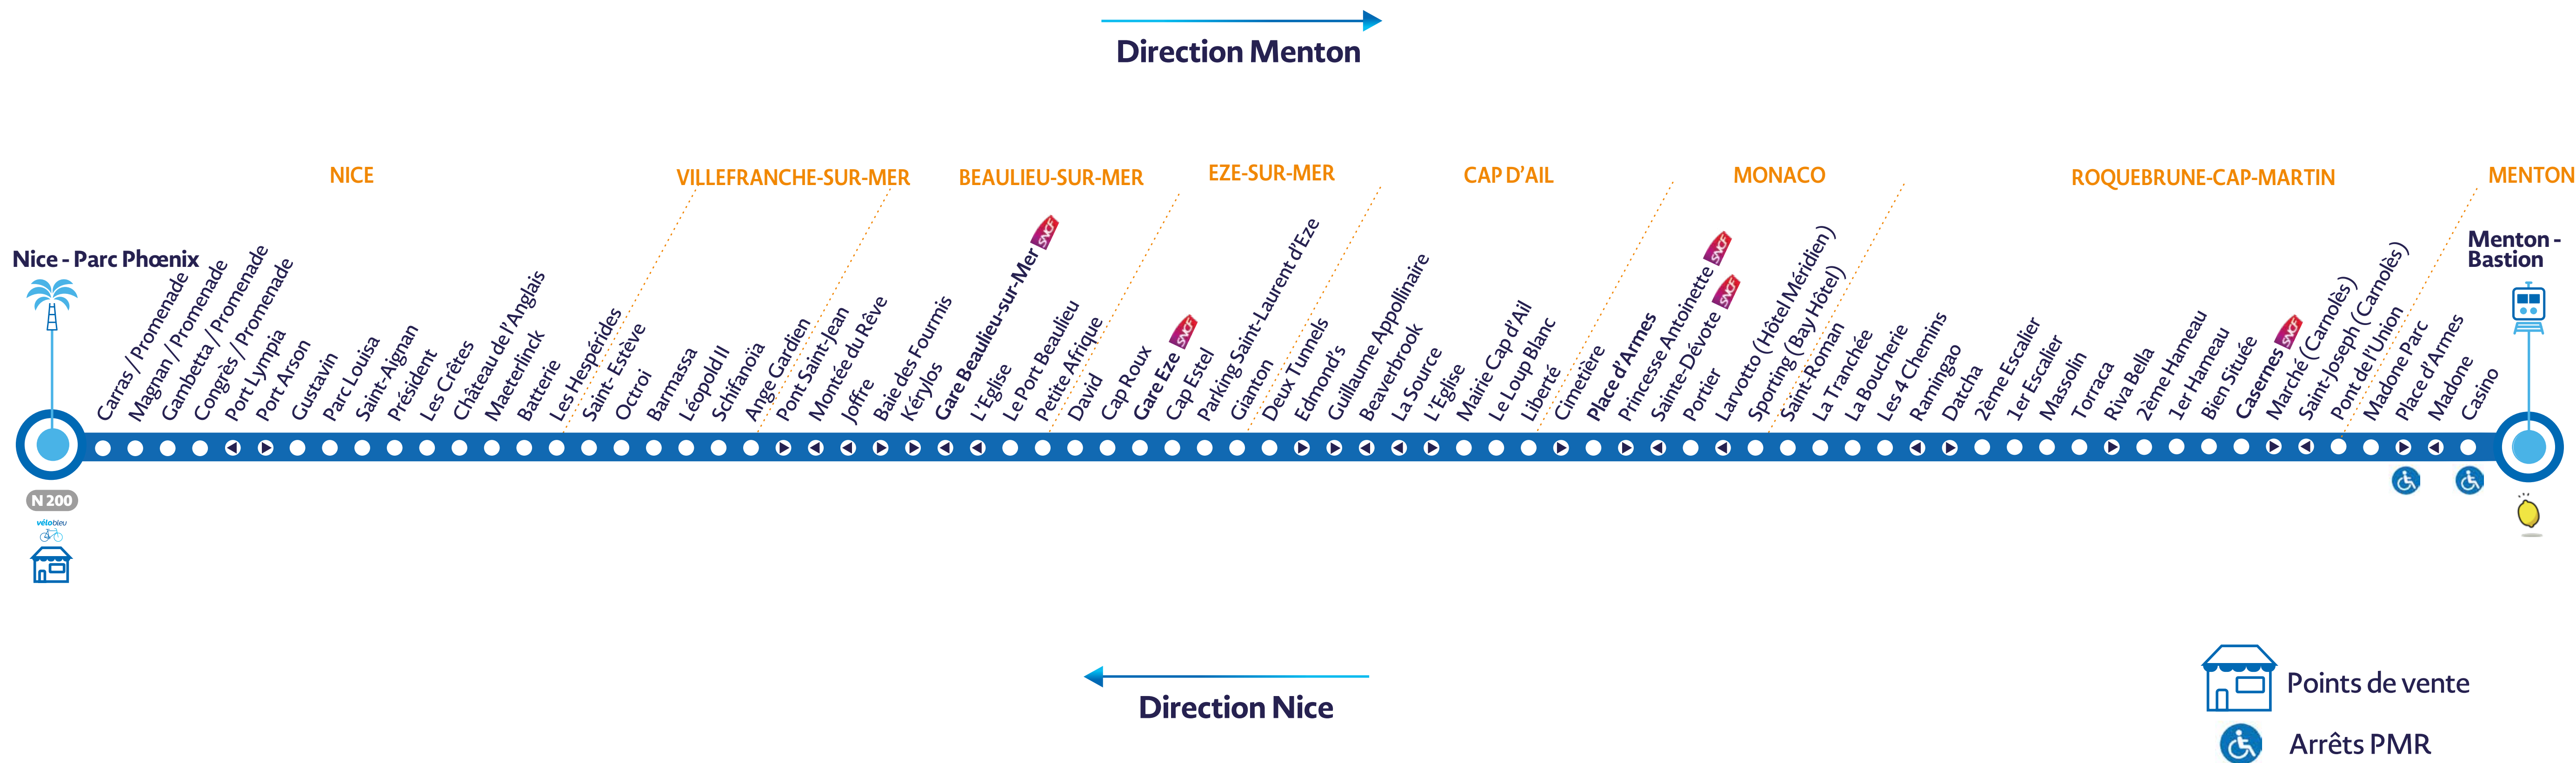 Direction Menton
NICE
VILLEFRANCHE-SUR-MER
BEAULIEU-SUR-MER
EZE-SUR-MER
CAP D'AIL
MONACO
ROQUEBRUNE-CAP-MARTIN
MENTON
Nice - Parc Phœnix
Carras / Promenade
Magnan / Promenade
Gambetta / Promenade
Congrès / Promenade
Port Lympia
Port Arson
Gustavin
Parc Louisa
Saint-Aignan
Président
Les Crêtes
Château de l'Anglais
Maeterlinck
Batterie
Les Hespérides
Saint- Estève
Octroi
Barmassa
Léopold II
Schifanoia
Ange Gardien
Pont Saint-Jean
Montée du Rêve
Joffre
Baie des Fourmis
Kérylos
Gare Beaulieu-sur-Mer
SNCF
L'Eglise
Le Port Beaulieu
Petite Afrique
David
Cap Roux
Gare Eze
SNCF
Cap Estel
Parking Saint-Laurent d'Eze
Gianton
Deux Tunnels
Edmond's
Guillaume Appollinaire
Beaverbrook
La Source
L'Eglise
Mairie Cap d'Ail
Le Loup Blanc
Liberté
Cimetière
Place d'Armes
Princesse Antoinette
SNCF
Sainte-Dévote
SNCF
Portier
Larvotto (Hôtel Méridien)
Sporting (Bay Hôtel)
Saint-Roman
La Tranchée
La Boucherie
Les 4 Chemins
Ramingao
Datcha
2ème Escalier
1er Escalier
Massolin
Torraca
Riva Bella
2ème Hameau
1er Hameau
Bien Située
Casernes
SNCF
Marché (Carnolès)
Saint-Joseph (Carnolès)
Pont de l'Union
Madone Parc
Place d'Armes
Madone
Casino
Menton -
Bastion
N 200
vélobleu
Direction Nice
Points de vente
Arrêts PMR